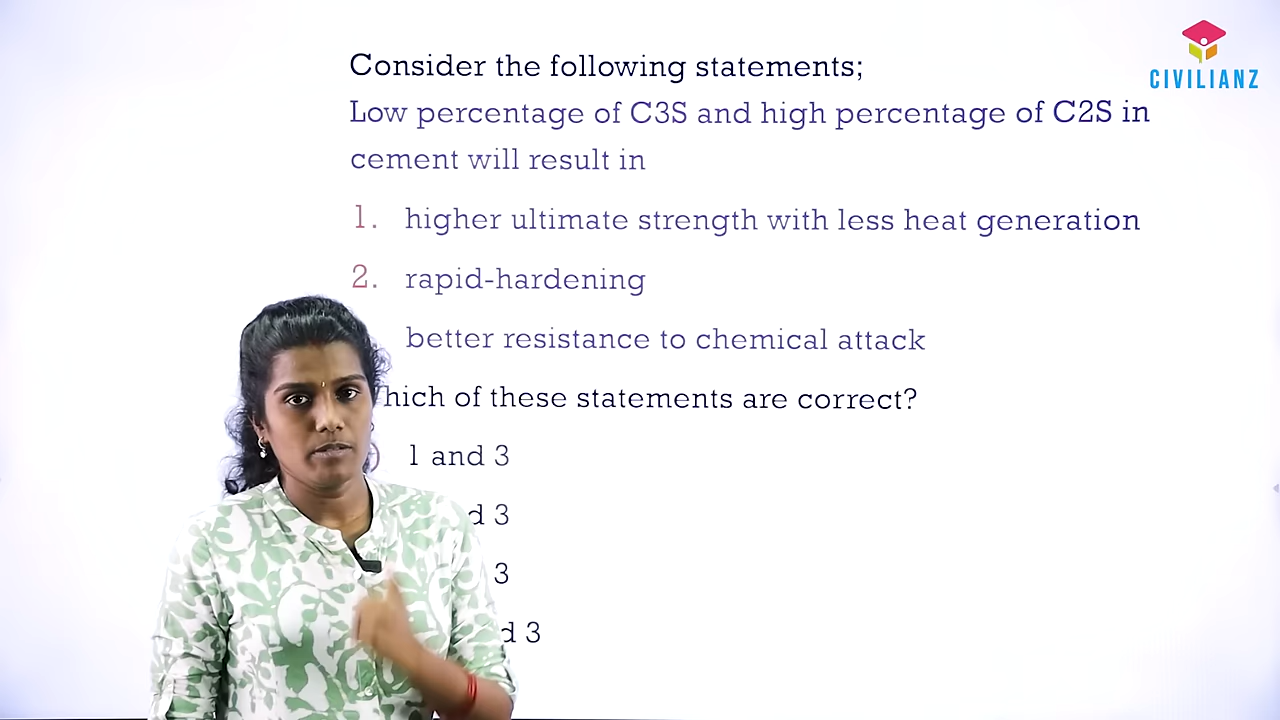 CIVILIANZ
Consider the following statements;
Low percentage of C3S and high percentage of C2S in
cement will result in
1. higher ultimate strength with less heat generation
2. rapid-hardening
better resistance to chemical attack
of these statements are correct?
1 and 3
3
3
3